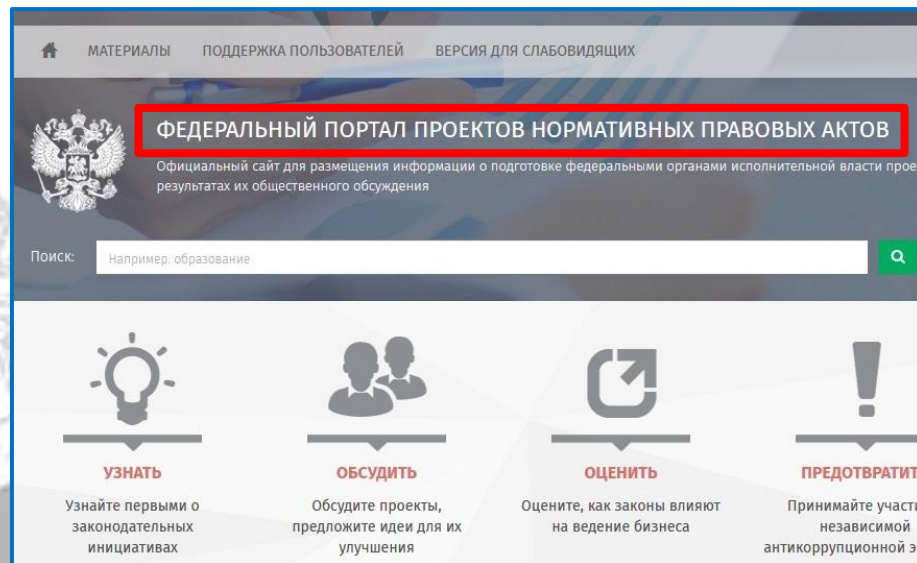 МАТЕРИАЛЫ ПОДДЕРЖКА ПОЛЬЗОВАТЕЛЕЙ ВЕРСИЯ ДЛЯ СЛАБОВИДЯЩИХ
ФЕДЕРАЛЬНЫЙ ПОРТАЛ ПРОЕКТОВ НОРМАТИВНЫХ ПРАВОВЫХ АКТОВ
Официальный сайт для размещения информации о подготовке федеральными органами исполнительной власти прое
результатах их общественного обсуждения
Поиск: Например: образование
УЗНАТЬ
Узнайте первыми о
законодательных
инициативах
ОБСУДИТЬ
Обсудите проекты,
предложите идеи для их
улучшения
ОЦЕНИТЬ
Оцените, как законы влияют
на ведение бизнеса
ПРЕДОТВРАТИТ
Принимайте участи
независимой
антикоррупционной э